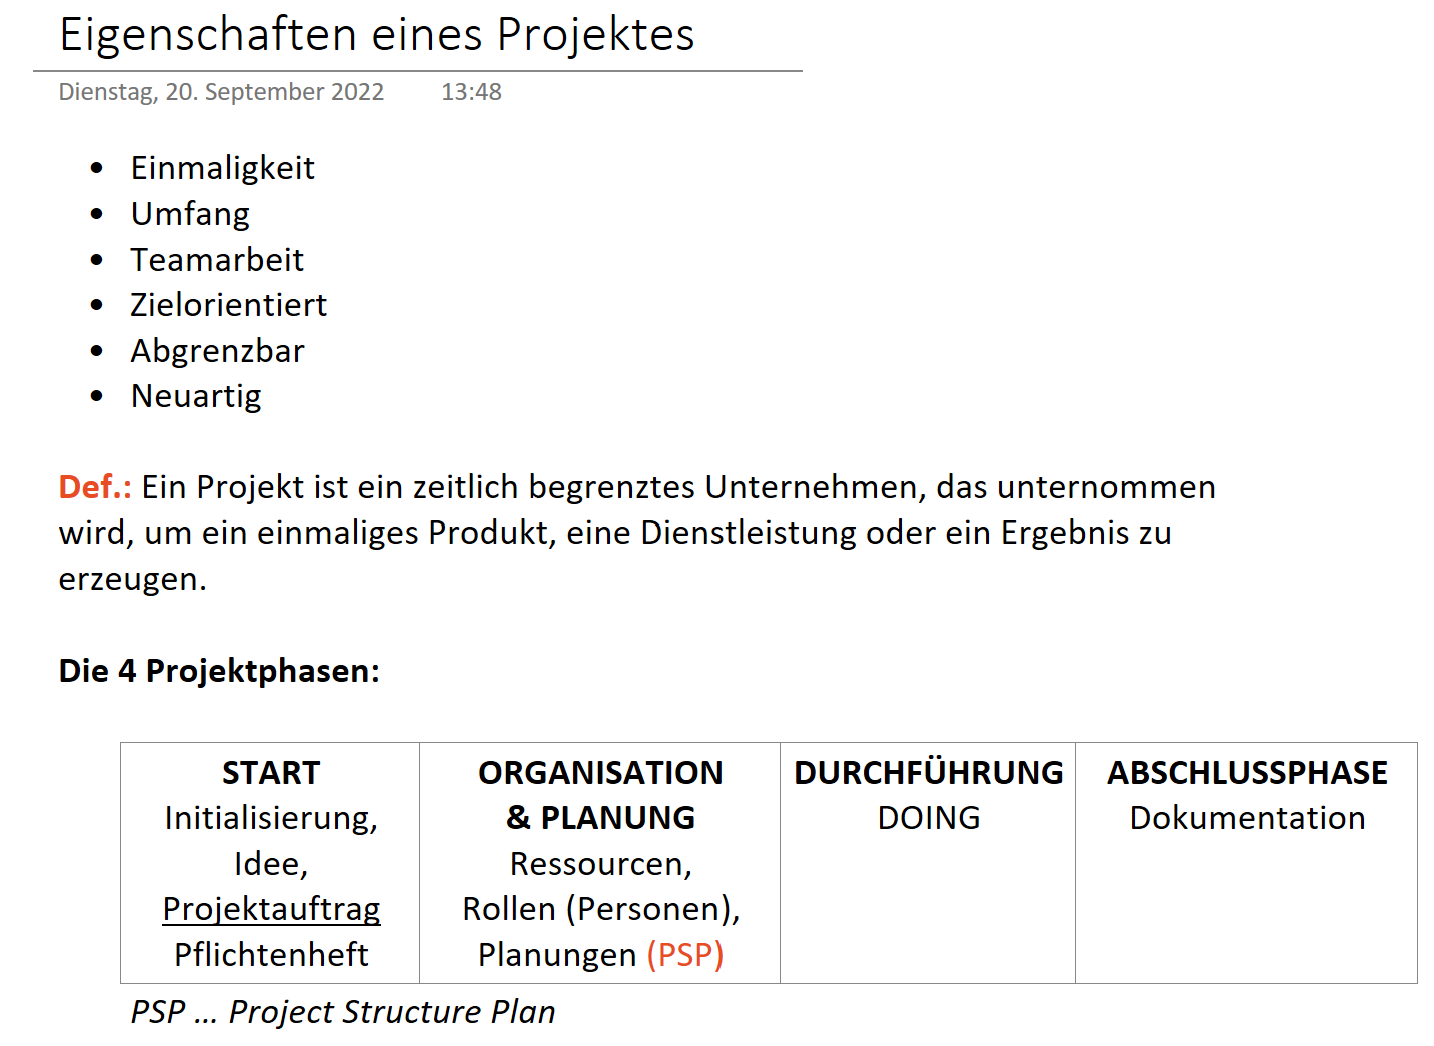 Eigenschaften eines Projektes
Dienstag, 20. September 2022 13:48
• Einmaligkeit
• Umfang
• Teamarbeit
• Zielorientiert
• Abgrenzbar
• Neuartig
Def.: Ein Projekt ist ein zeitlich begrenztes Unternehmen, das unternommen
wird, um ein einmaliges Produkt, eine Dienstleistung oder ein Ergebnis zu
erzeugen.
Die 4 Projektphasen:
START
Initialisierung,
Idee,
Projektauftrag
Pflichtenheft
ORGANISATION
& PLANUNG
Ressourcen,
Rollen (Personen),
Planungen (PSP)
DURCHFÜHRUNG
DOING
ABSCHLUSSPHASE
Dokumentation
PSP ... Project Structure Plan